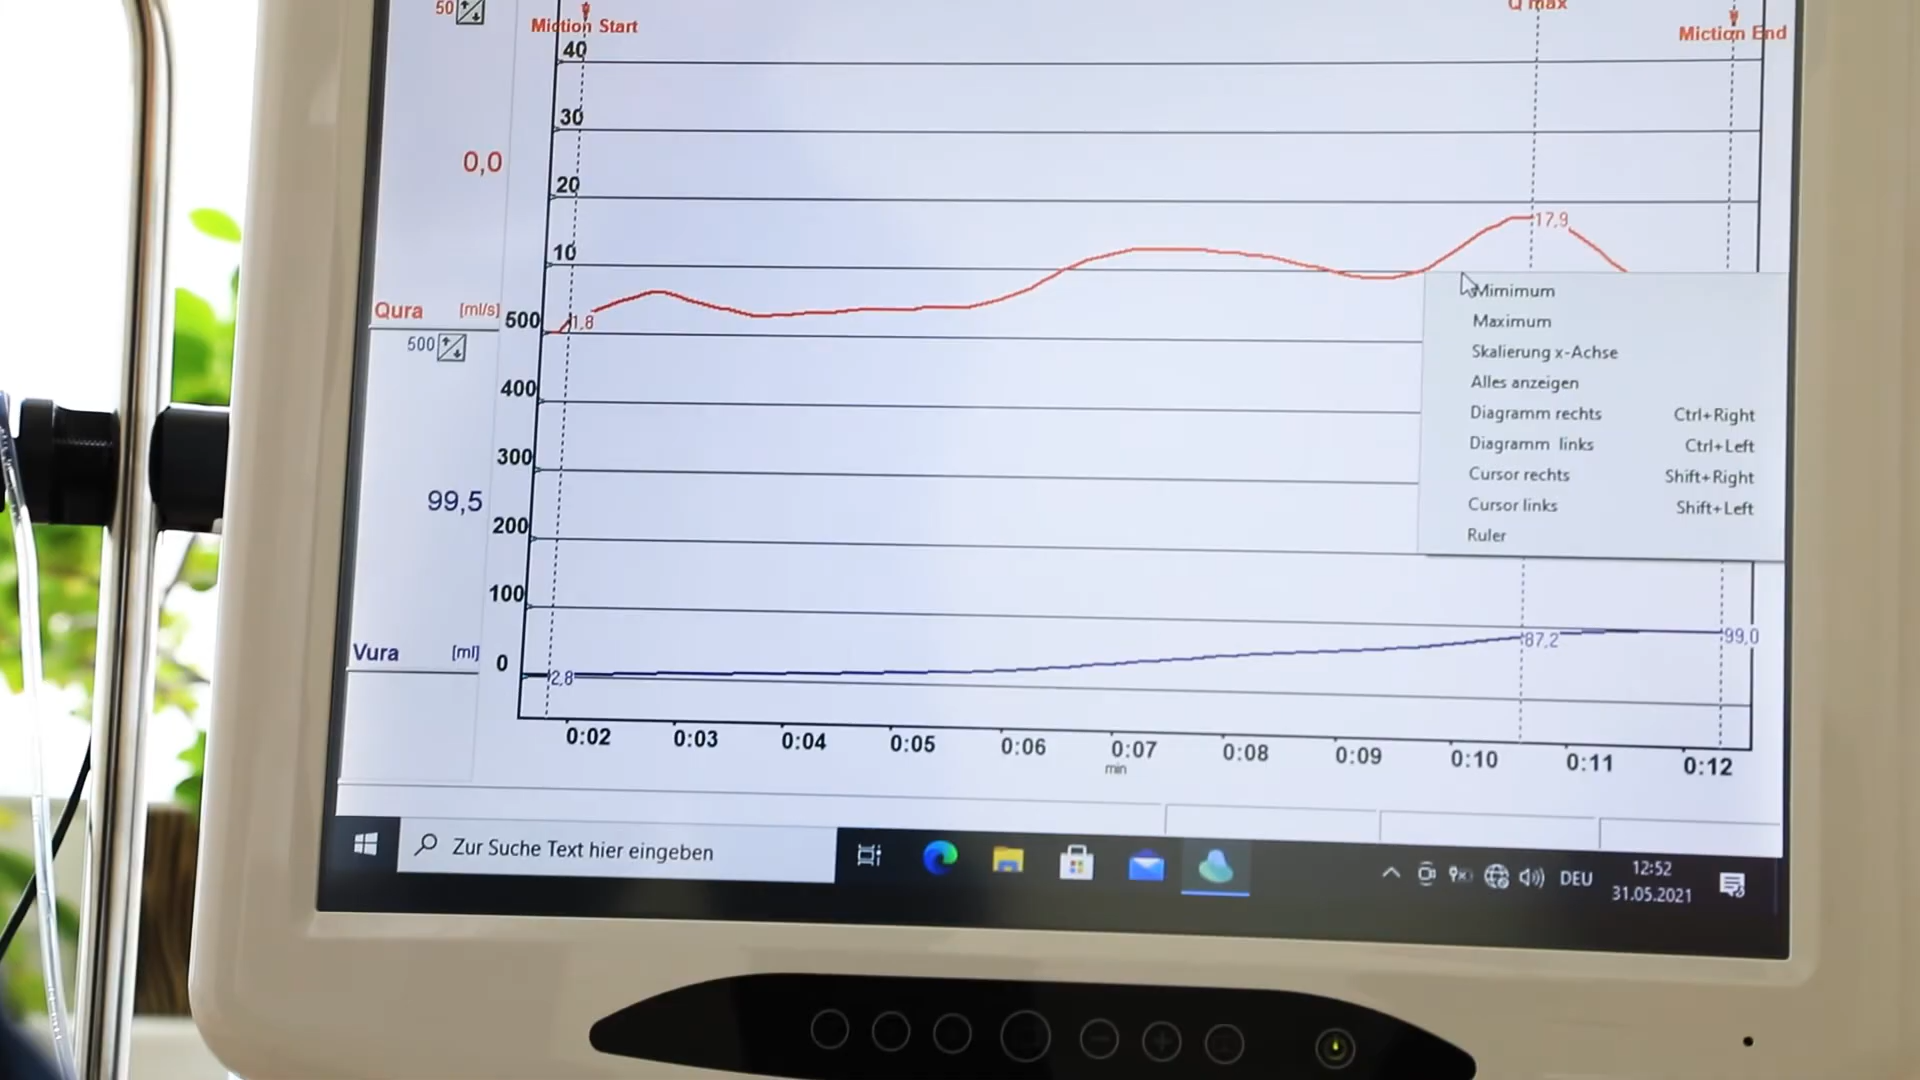 50
Q max
Miction Start
Miction End
40
30
0,0
20
17,9
10
Qura [ml/s]
1,8
500
500
400
300
99,5
200
100
Vura [ml]
0
2,8
87,2
99,0
Mimimum
Maximum
Skalierung x-Achse
Alles anzeigen
Diagramm rechts Ctrl+Right
Diagramm links Ctrl+Left
Cursor rechts Shift+Right
Cursor links Shift+Left
Ruler
0:02 0:03 0:04 0:05 0:06 0:07 0:08 0:09 0:10 0:11 0:12
min
Zur Suche Text hier eingeben
DEU
12:52
31.05.2021